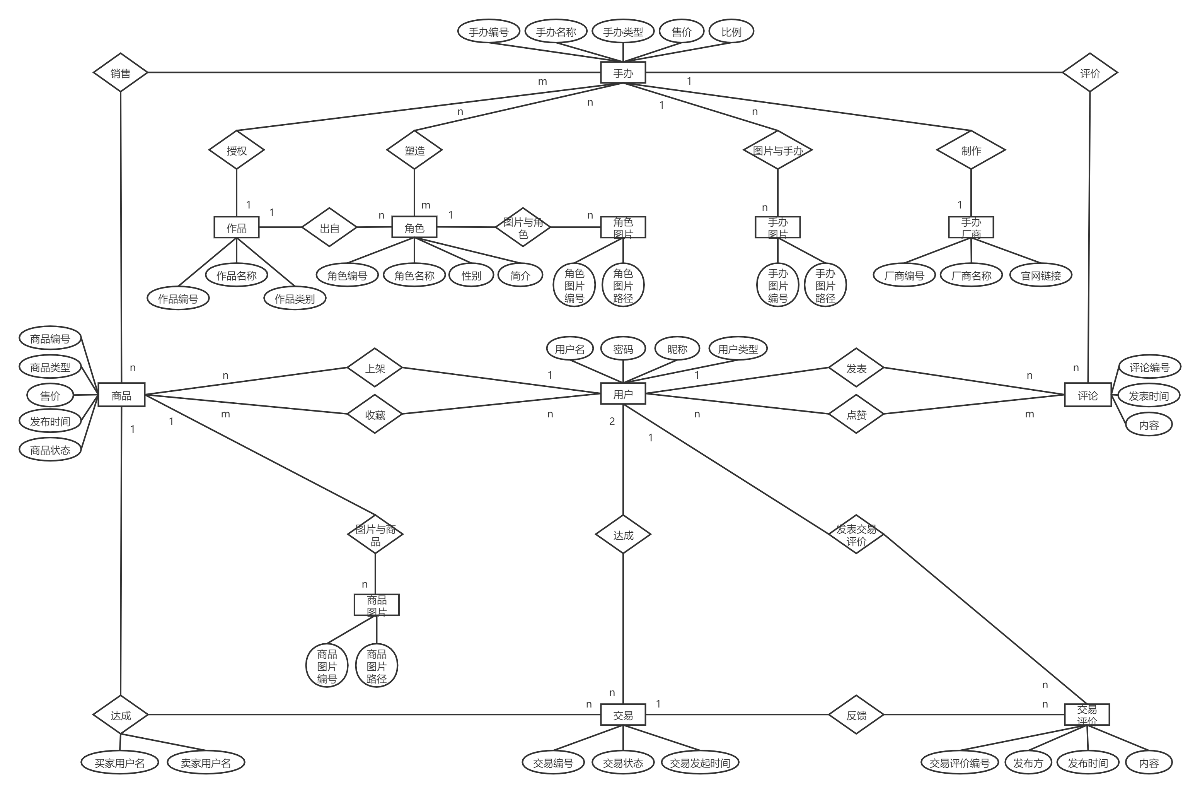 手办编号
手办名称
手办类型
售价
比例
销售
手办
评价
m
n
1
n
1
授权
塑造
图片与手办
制作
1
m
n
1
作品
1
出自
n
角色
1
图片与角
色
n
角色
图片
手办
图片
手办
厂商
作品编号
作品名称
作品类别
角色编号
角色名称
性别
简介
角色
图片
编号
角色
图片
路径
手办
图片
编号
手办
图片
路径
厂商编号
厂商名称
官网链接
商品编号
商品类型
售价
发布时间
商品状态
n
商品
1
1
n
上架
1
m
收藏
n
用户名
密码
昵称
用户类型
用户
1
发表
n
n
点赞
m
n
评论
评论编号
发表时间
内容
2
1
图片与商
品
达成
发表交易
评价
n
商品
图片
商品
图片
编号
商品
图片
路径
n
n
达成
n
交易
1
反馈
n
交易
评价
买家用户名
卖家用户名
交易编号
交易状态
交易发起时间
交易评价编号
发布方
发布时间
内容